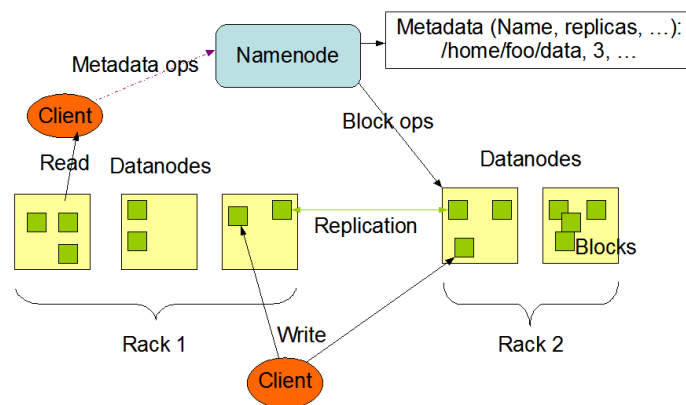 Metadata (Name, replicas, …):
/home/foo/data, 3, …
Namenode
Metadata ops
Client
Block ops
Read
Datanodes
Datanodes
Replication
Blocks
Rack 1
Write
Rack 2
Client